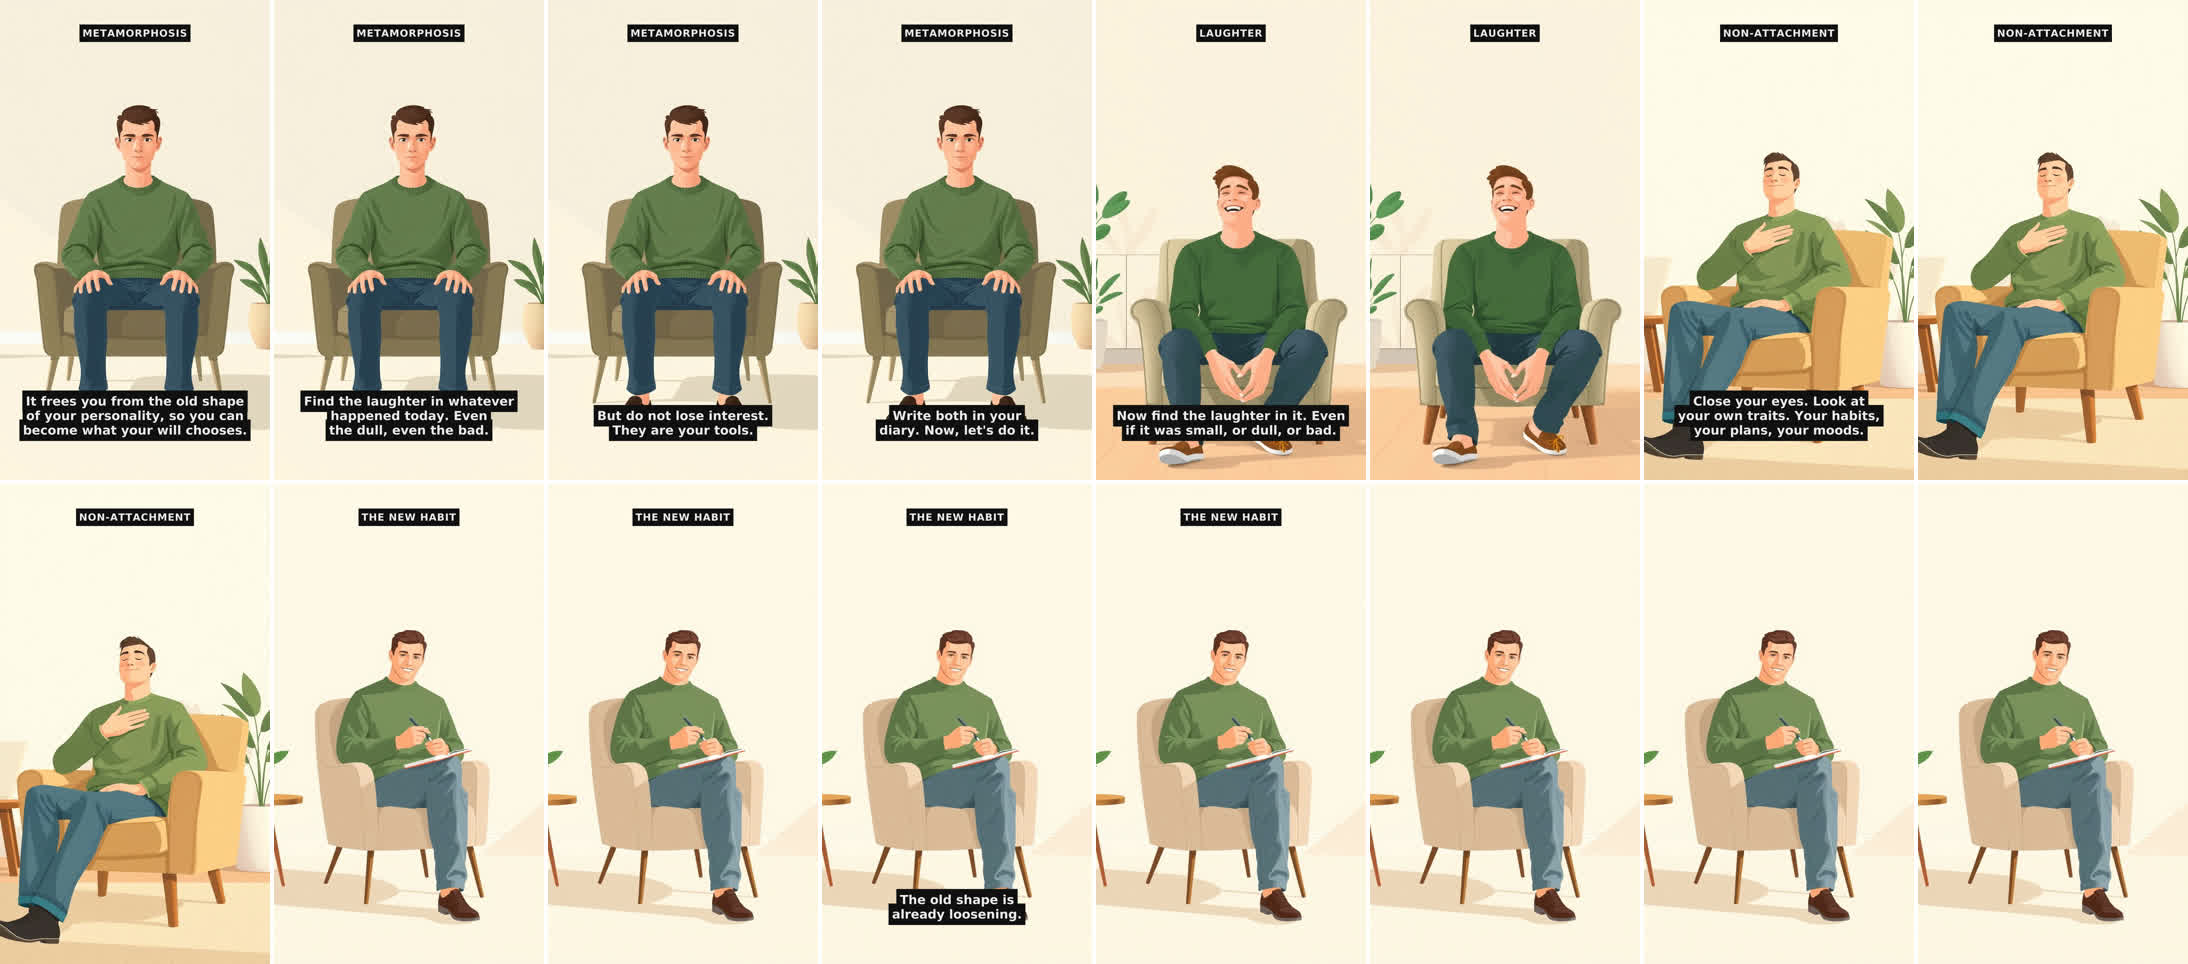 METAMORPHOSIS
It frees you from the old shape
of your personality, so you can
become what your will chooses.
METAMORPHOSIS
Find the laughter in whatever
happened today. Even
the dull, even the bad.
METAMORPHOSIS
But do not lose interest.
They are your tools.
METAMORPHOSIS
Write both in your
diary. Now, let's do it.
LAUGHTER
Now find the laughter in it. Even
if it was small, or dull, or bad.
LAUGHTER
NON-ATTACHMENT
Close your eyes. Look at
your own traits. Your habits,
your plans, your moods.
NON-ATTACHMENT
NON-ATTACHMENT
THE NEW HABIT
THE NEW HABIT
THE NEW HABIT
The old shape is
already loosening.
THE NEW HABIT